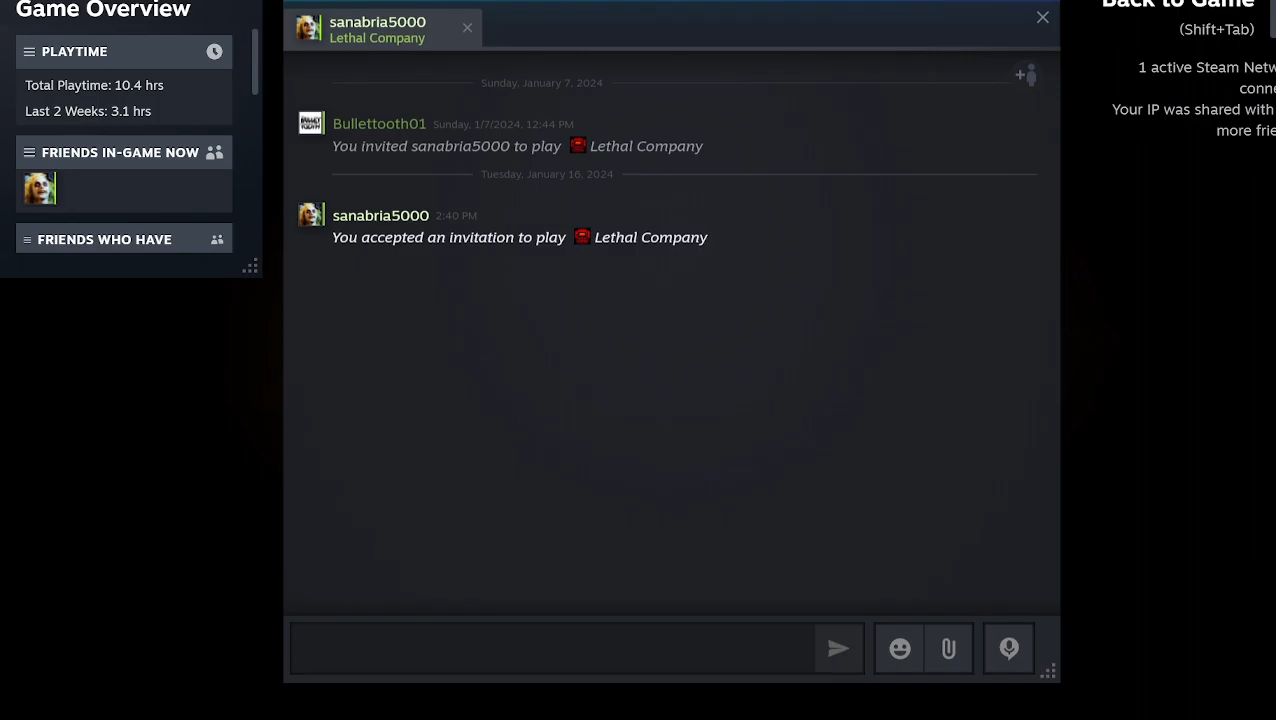 Game Overview
PLAYTIME
Total Playtime: 10.4 hrs
Last 2 Weeks: 3.1 hrs
FRIENDS IN-GAME NOW
FRIENDS WHO HAVE
sanabria5000
Lethal Company
Sunday, January 7, 2024
Bullettooth01 Sunday, 1/7/2024, 12:44 PM
You invited sanabria5000 to play Lethal Company
Tuesday, January 16, 2024
sanabria5000 2:40 PM
You accepted an invitation to play Lethal Company
Back to Game
(Shift+Tab)
1 active Steam Netw
conne
Your IP was shared with
more frie